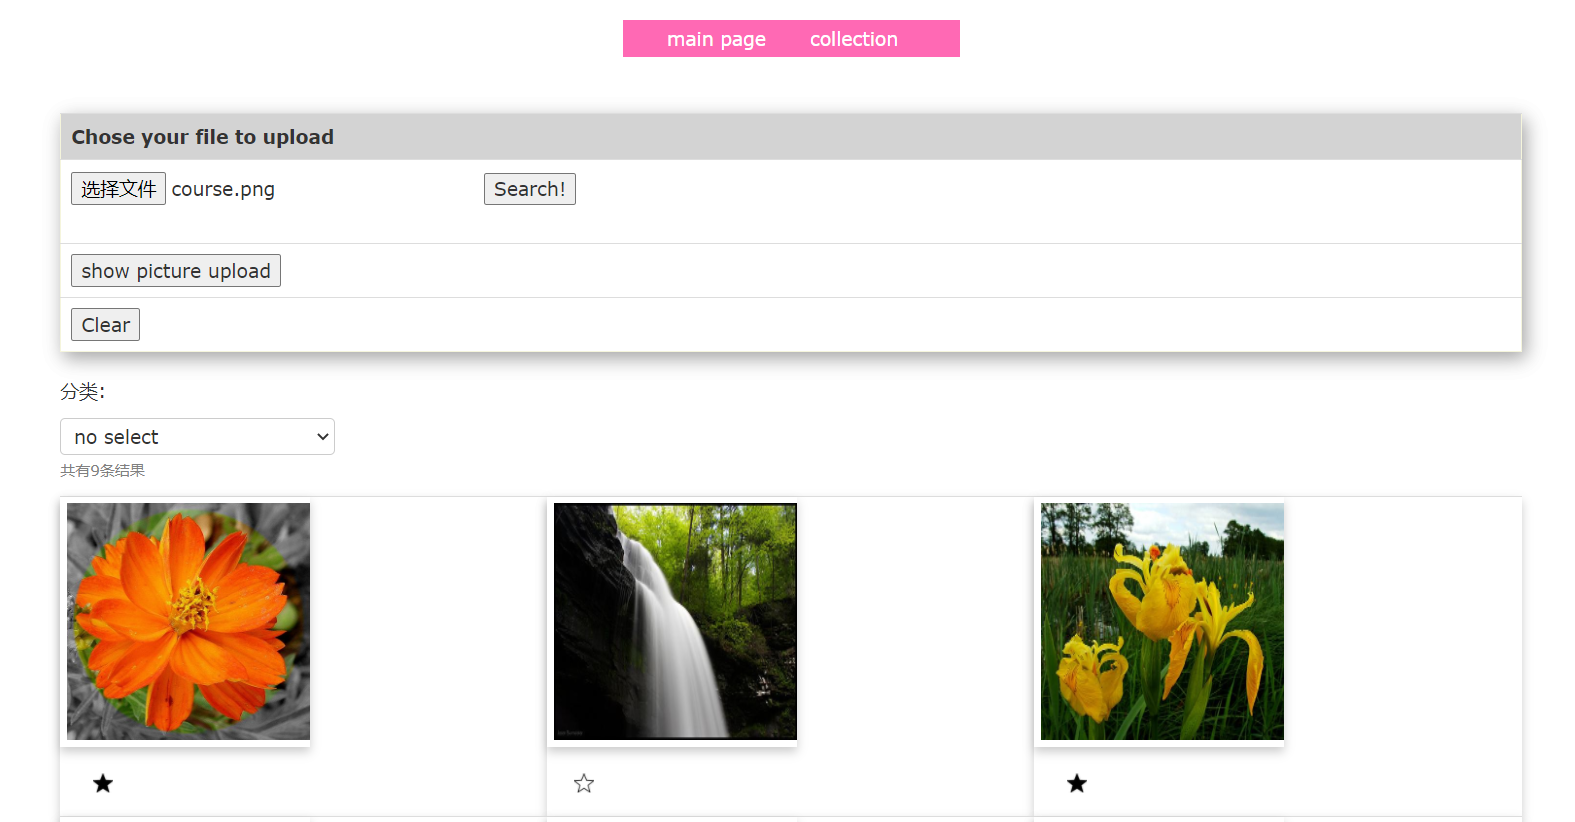 main page collection
Chose your file to upload
选择文件 course.png Search!
show picture upload
Clear
分类:
no select
共有9条结果